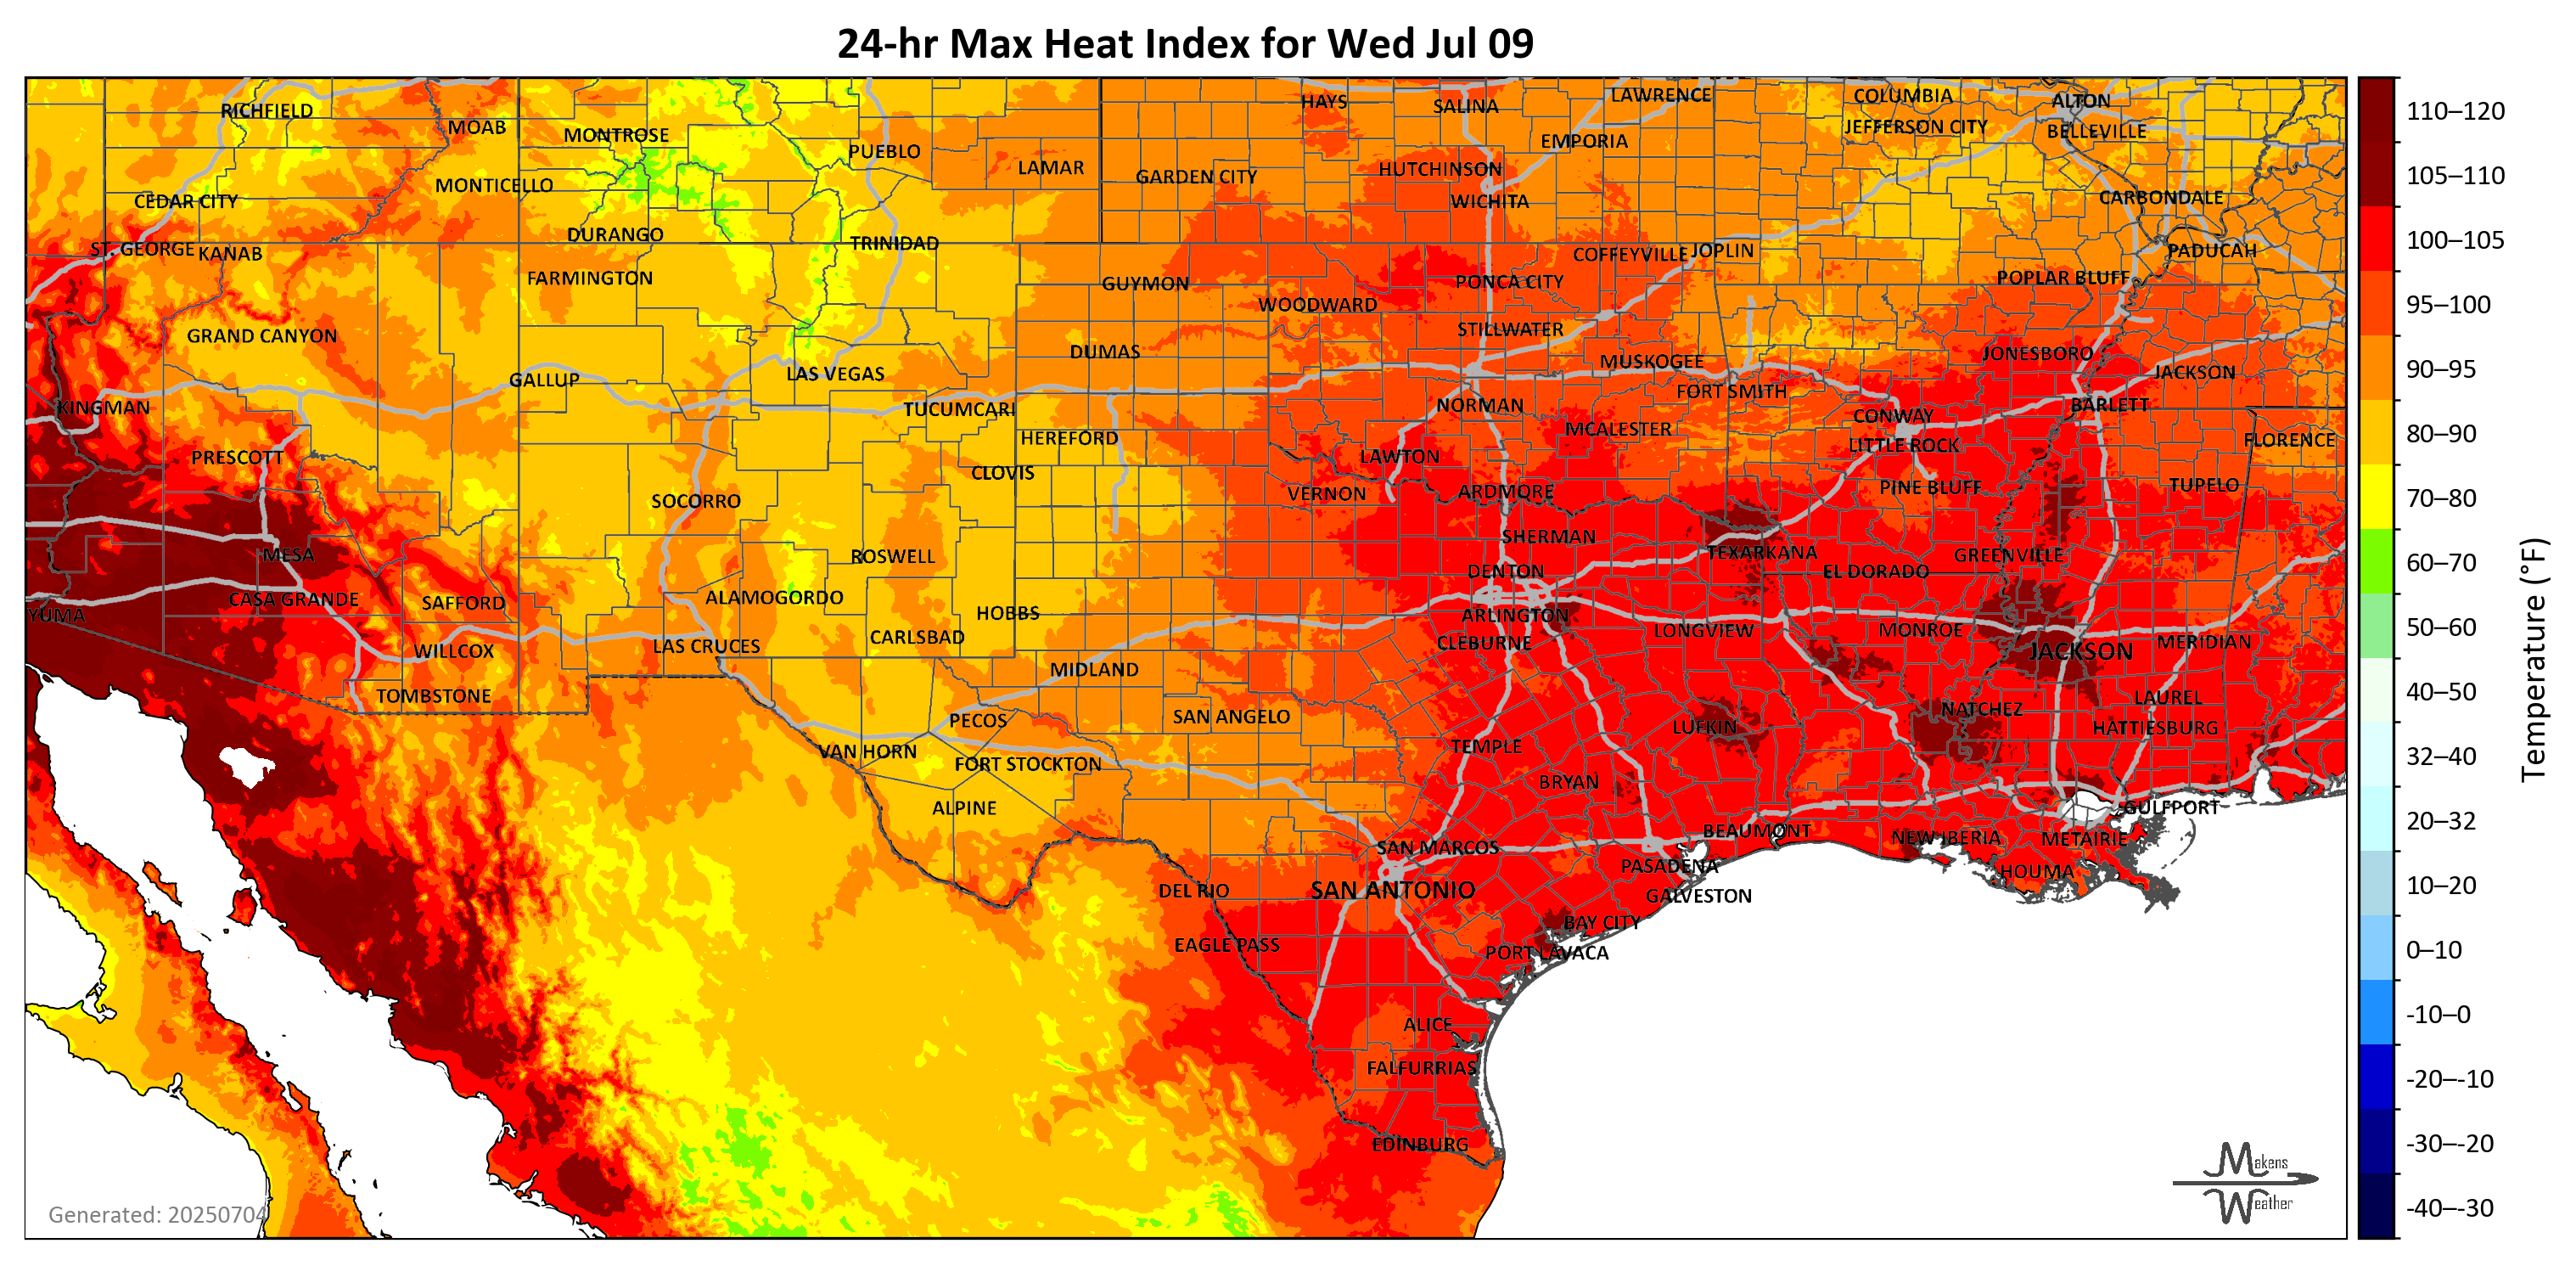 24-hr Max Heat Index for Wed Jul 09
RICHFIELD
MOAB
MONTROSE
PUEBLO
LAMAR
HAYS
SALINA
LAWRENCE
COLUMBIA
ALTON
GARDEN CITY
HUTCHINSON
EMPORIA
JEFFERSON CITY
BELLEVILLE
CEDAR CITY
MONTICELLO
WICHITA
CARBONDALE
ST. GEORGE
KANAB
DURANGO
TRINIDAD
COFFEYVILLE
JOPLIN
PADUCAH
FARMINGTON
GUYMON
WOODWARD
PONCA CITY
POPLAR BLUFF
GRAND CANYON
DUMAS
STILLWATER
MUSKOGEE
JONESBORO
GALLUP
LAS VEGAS
FORT SMITH
JACKSON
KINGMAN
TUCUMCARI
NORMAN
CONWAY
BARLETT
PRESCOTT
HEREFORD
LAWTON
MCALESTER
LITTLE ROCK
FLORENCE
SOCORRO
CLOVIS
VERNON
ARDMORE
PINE BLUFF
TUPELO
MESA
ROSWELL
SHERMAN
TEXARKANA
GREENVILLE
CASA GRANDE
SAFFORD
ALAMOGORDO
HOBBS
DENTON
EL DORADO
YUMA
WILLCOX
LAS CRUCES
CARLSBAD
ARLINGTON
CLEBURNE
LONGVIEW
MONROE
JACKSON
MERIDIAN
TOMBSTONE
MIDLAND
PECOS
SAN ANGELO
LUFKIN
NATCHEZ
LAUREL
HATTIESBURG
VAN HORN
FORT STOCKTON
TEMPLE
BRYAN
ALPINE
SAN MARCOS
BEAUMONT
NEW IBERIA
METAIRIE
GULFPORT
DEL RIO
SAN ANTONIO
PASADENA
GALVESTON
HOUMA
EAGLE PASS
BAY CITY
PORT LAVACA
ALICE
FALFURRIAS
EDINBURG
Generated: 20250704
Makens
Weather
110–120
105–110
100–105
95–100
90–95
80–90
70–80
60–70
50–60
40–50
32–40
20–32
10–20
0–10
-10–0
-20–-10
-30–-20
-40–-30
Temperature (°F)